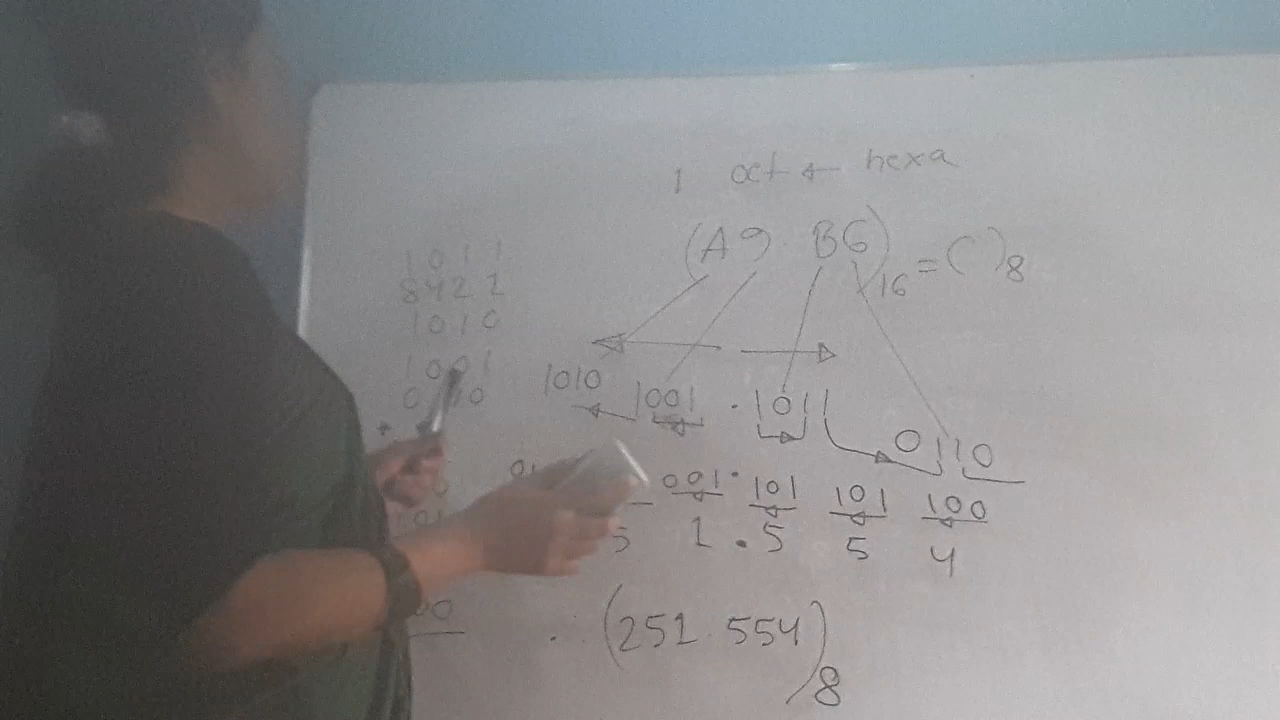 1 oct ← hexa
(A9 . B6)16 = ( )8
1011
8421
1010
1001
1010 1001 . 1011 0110
001 . 101 101 100
5 1 . 5 5 4
(251 . 554)8